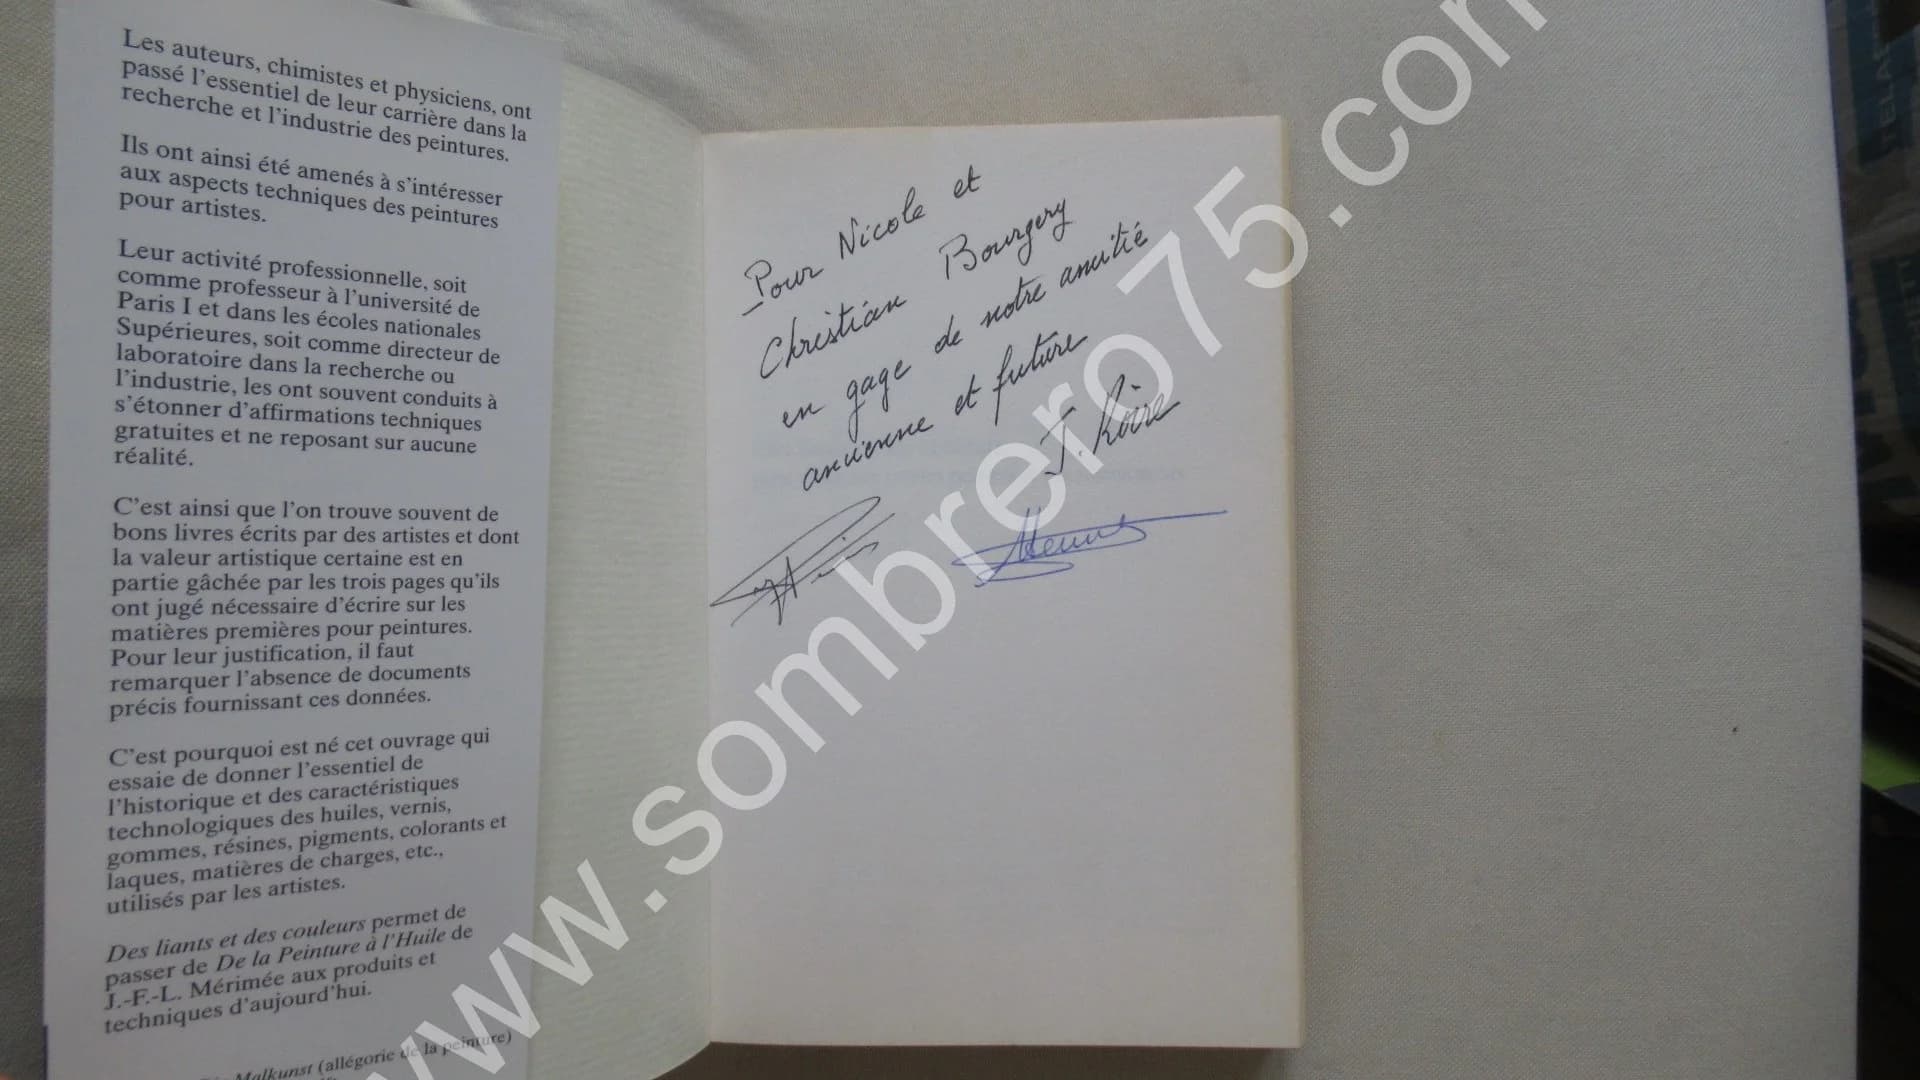 Les auteurs, chimistes et physiciens, ont
passé l'essentiel de leur carrière dans la
recherche et l'industrie des peintures.
Ils ont ainsi été amenés à s'intéresser
aux aspects techniques des peintures
pour artistes.
Leur activité professionnelle, soit
comme professeur à l'université de
Paris I et dans les écoles nationales
Supérieures, soit comme directeur de
laboratoire dans la recherche ou
l'industrie, les ont souvent conduits à
s'étonner d'affirmations techniques
gratuites et ne reposant sur aucune
réalité.
C'est ainsi que l'on trouve souvent de
bons livres écrits par des artistes et dont
la valeur artistique certaine est en
partie gâchée par les trois pages qu'ils
ont jugé nécessaire d'écrire sur les
matières premières pour peintures.
Pour leur justification, il faut
remarquer l'absence de documents
précis fournissant ces données.
C'est pourquoi est né cet ouvrage qui
essaie de donner l'essentiel de
l'historique et des caractéristiques
technologiques des huiles, vernis,
gommes, résines, pigments, colorants et
laques, matières de charges, etc.,
utilisés par les artistes.
Des liants et des couleurs permet de
passer de De la Peinture à l'Huile de
J.-F.-L. Mérimée aux produits et
techniques d'aujourd'hui.
Malkunst (allégorie de la peinture)
Pour Nicole et
Christian Bourgery
en gage de notre amitié
ancienne et future
www.sombrero75.com